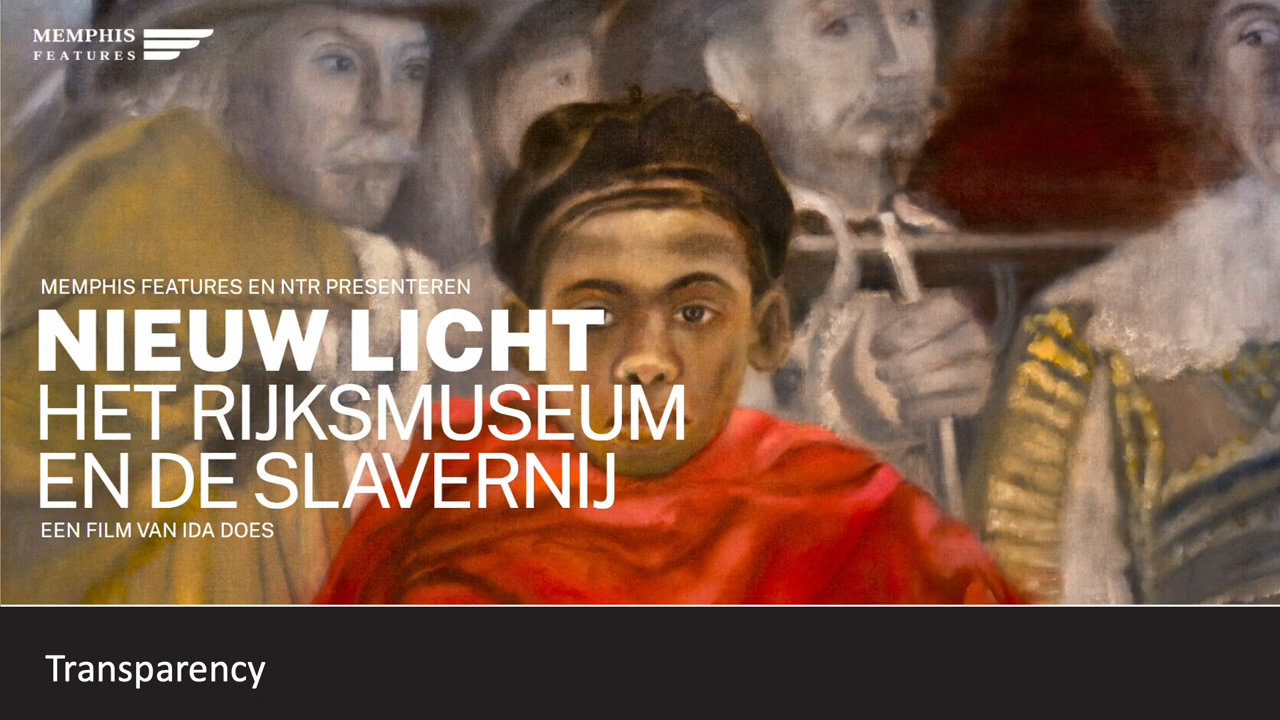 MEMPHIS
FEATURES
MEMPHIS FEATURES EN NTR PRESENTEREN
NIEUW LICHT
HET RIJKSMUSEUM
EN DE SLAVERNIJ
EEN FILM VAN IDA DOES
Transparency